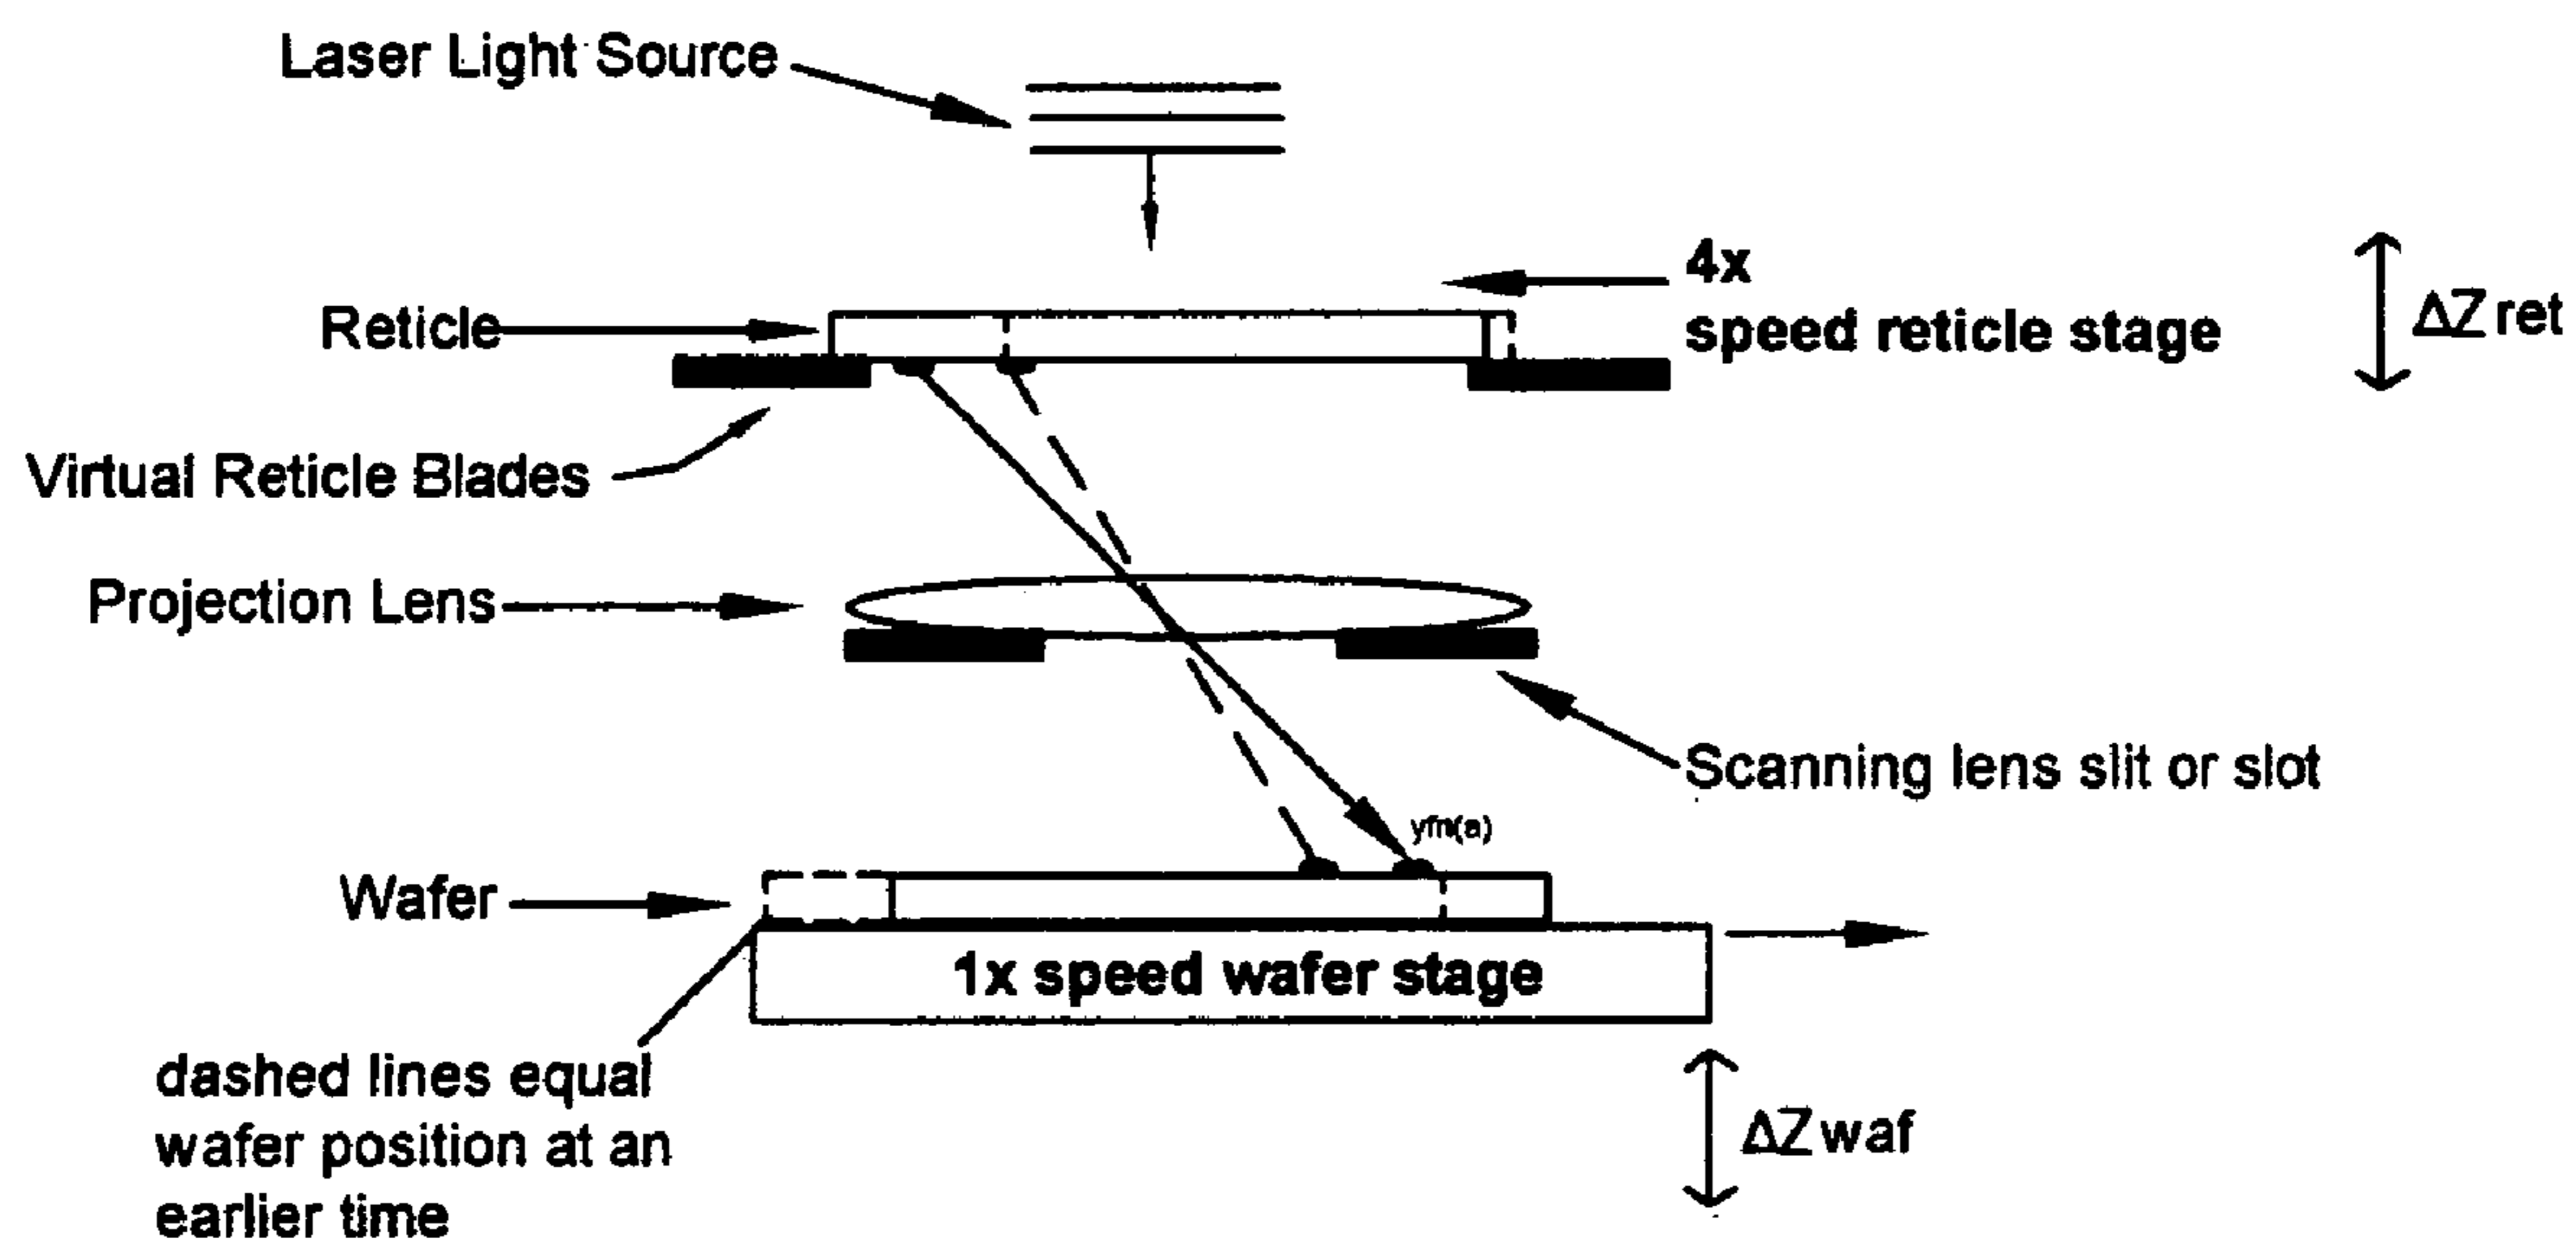 Laser Light Source
4x
speed reticle stage
ΔZ ret
Reticle
Virtual Reticle Blades
Projection Lens
Scanning lens slit or slot
yfn(a)
Wafer
1x speed wafer stage
dashed lines equal
wafer position at an
earlier time
ΔZ waf